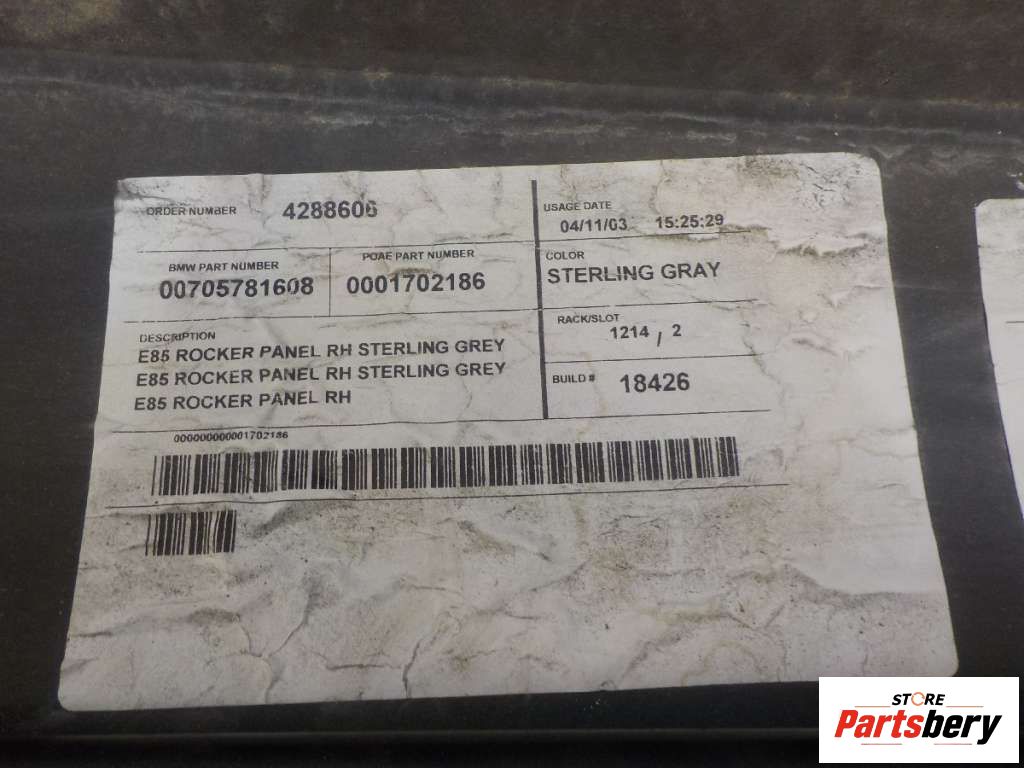 ORDER NUMBER 4288606
USAGE DATE
04/11/03 15:25:29
BMW PART NUMBER
00705781608
POAE PART NUMBER
0001702186
COLOR
STERLING GRAY
DESCRIPTION
E85 ROCKER PANEL RH STERLING GREY
E85 ROCKER PANEL RH STERLING GREY
E85 ROCKER PANEL RH
RACK/SLOT
1214 / 2
BUILD # 18426
000000000001702186
STORE
Partsbery